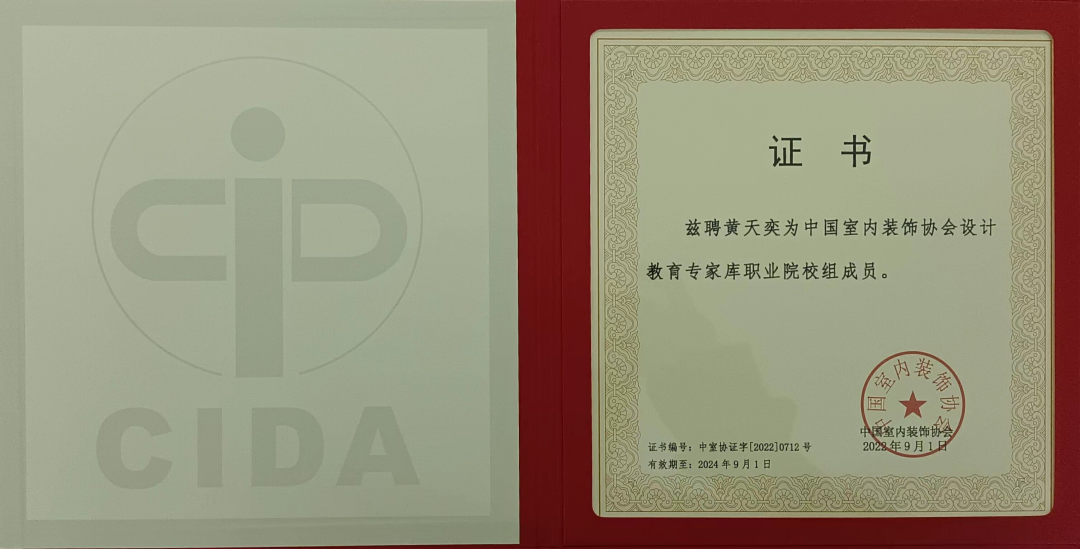 CIDA
证 书
兹聘黄天奕为中国室内装饰协会设计
教育专家库职业院校组成员。
中国室内装饰协会
中国室内装饰协会
2022年9月1日
证书编号：中室协证字[2022]0712号
有效期至：2024年9月1日